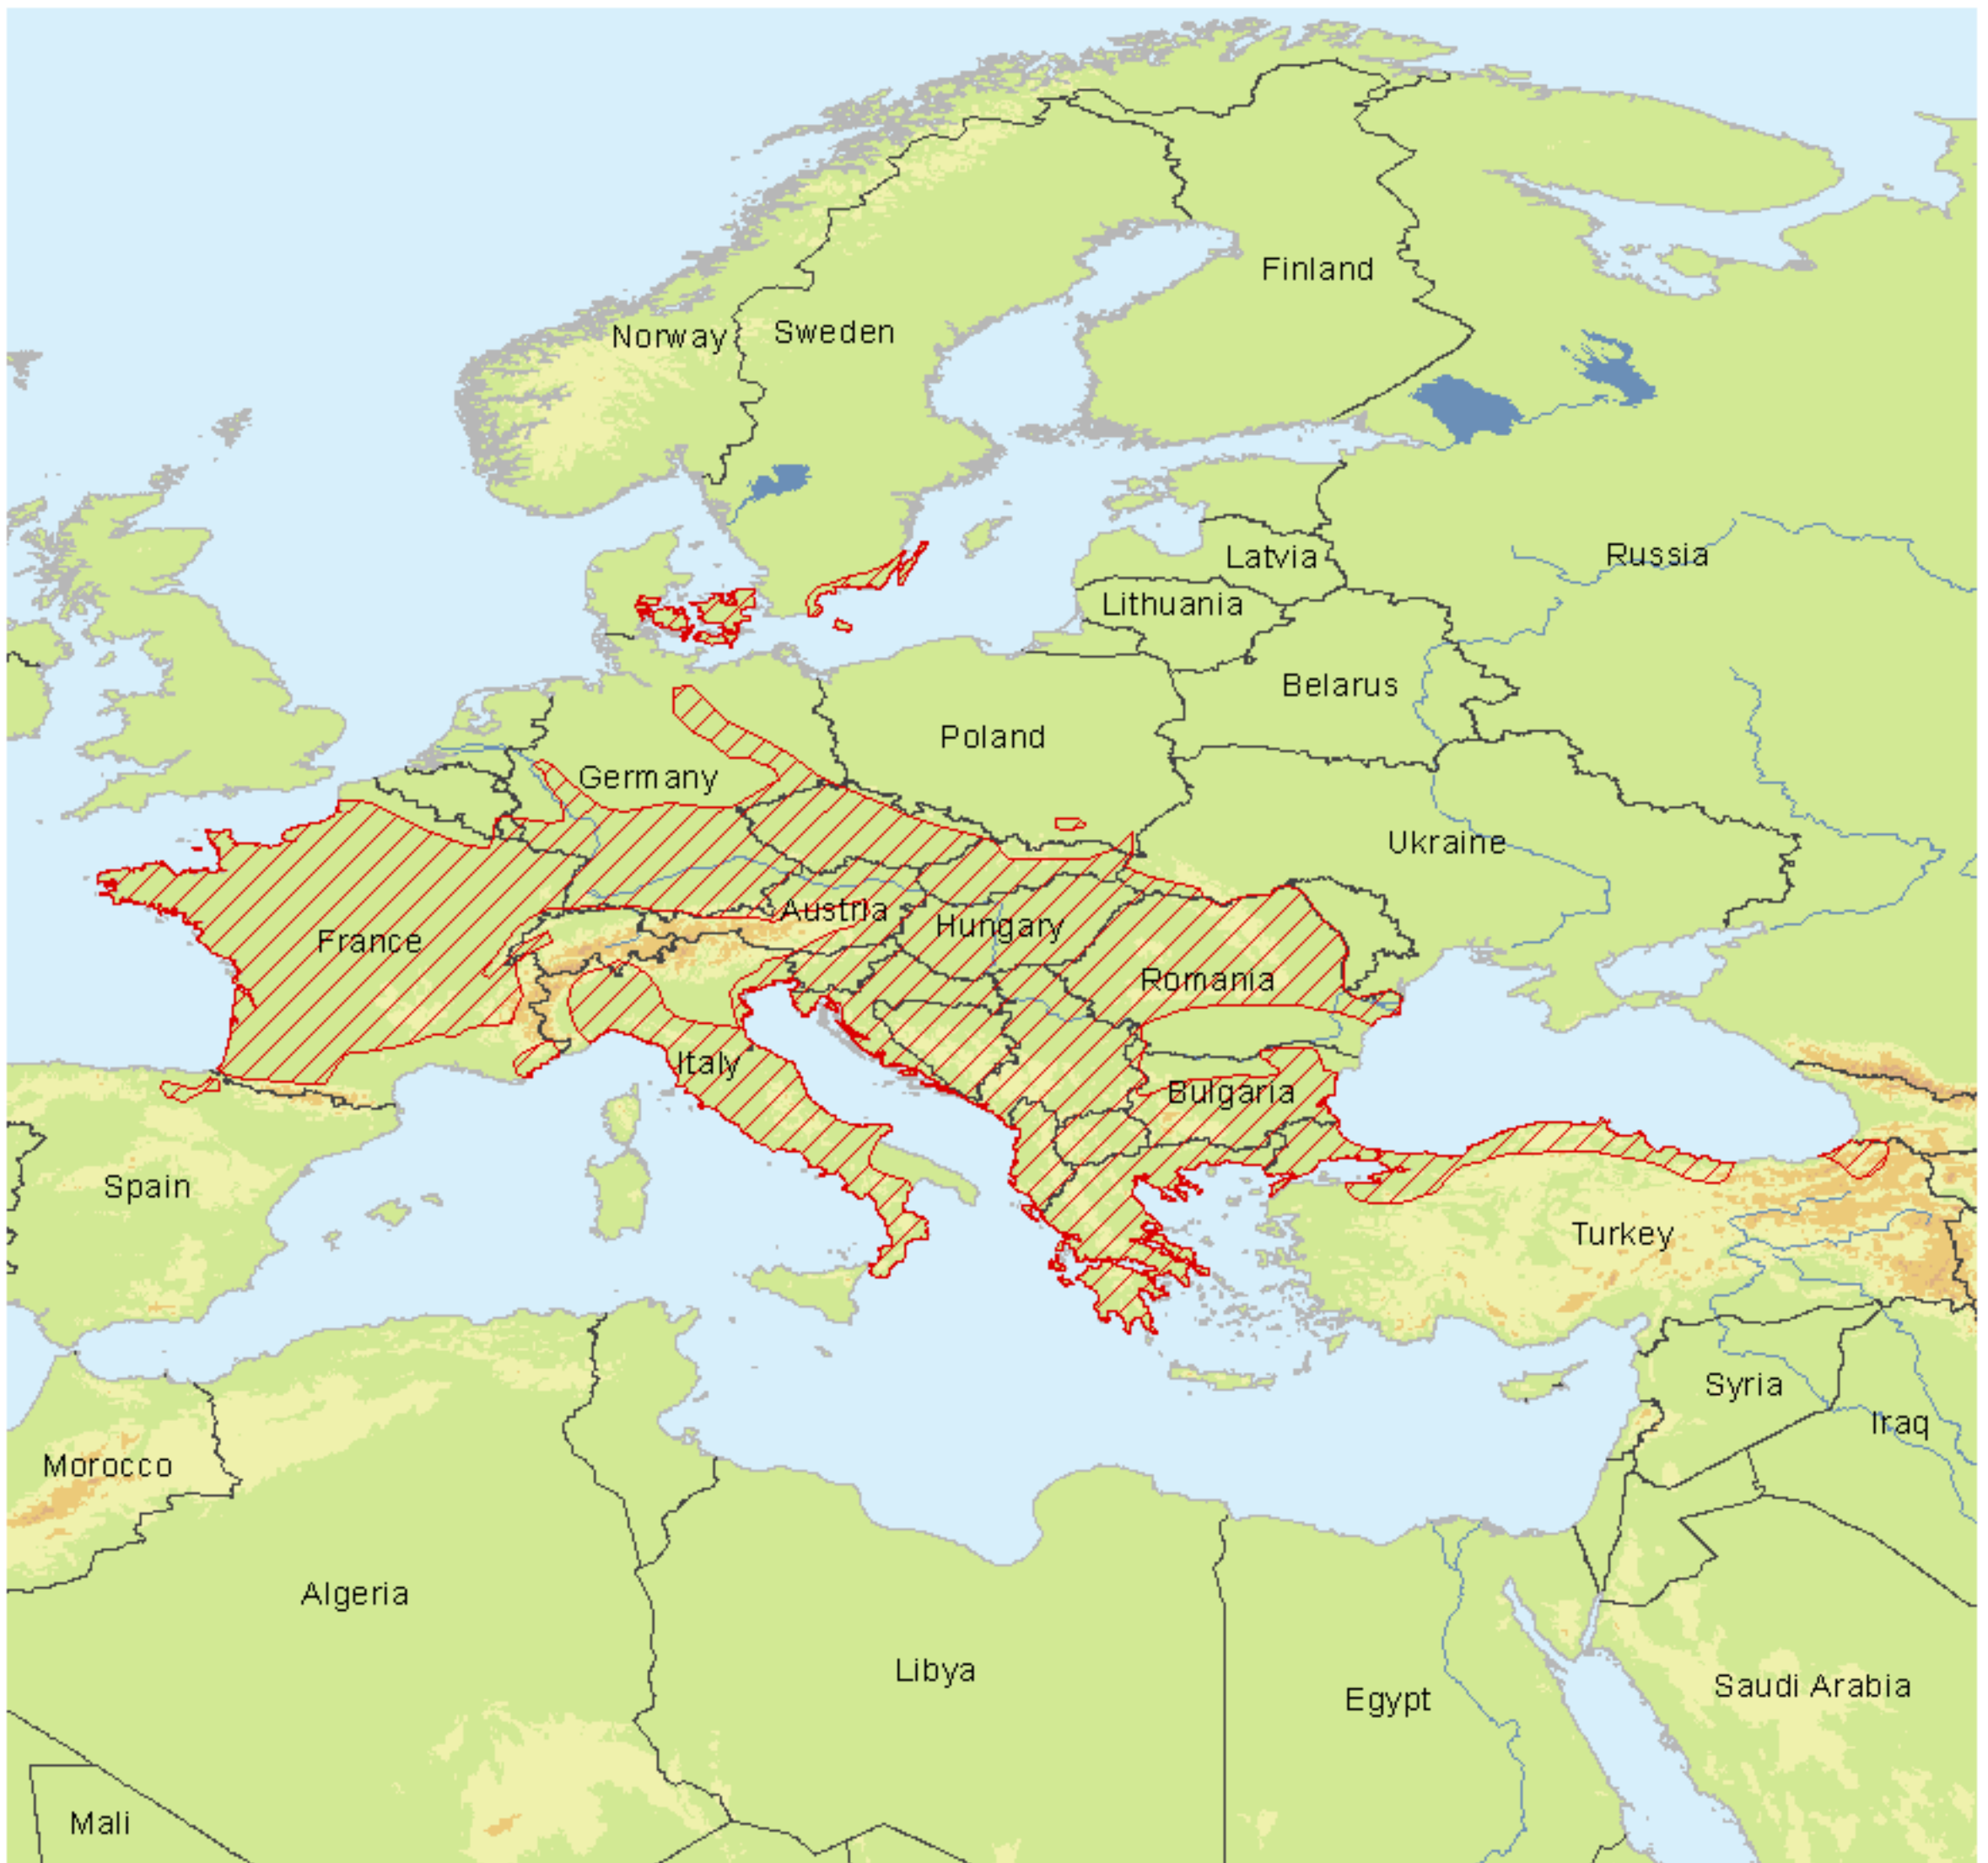 Finland
Norway
Sweden
Latvia
Russia
Lithuania
Belarus
Poland
Germany
Ukraine
Austria
Hungary
France
Romania
Italy
Bulgaria
Spain
Turkey
Syria
Iraq
Morocco
Algeria
Libya
Egypt
Saudi Arabia
Mali